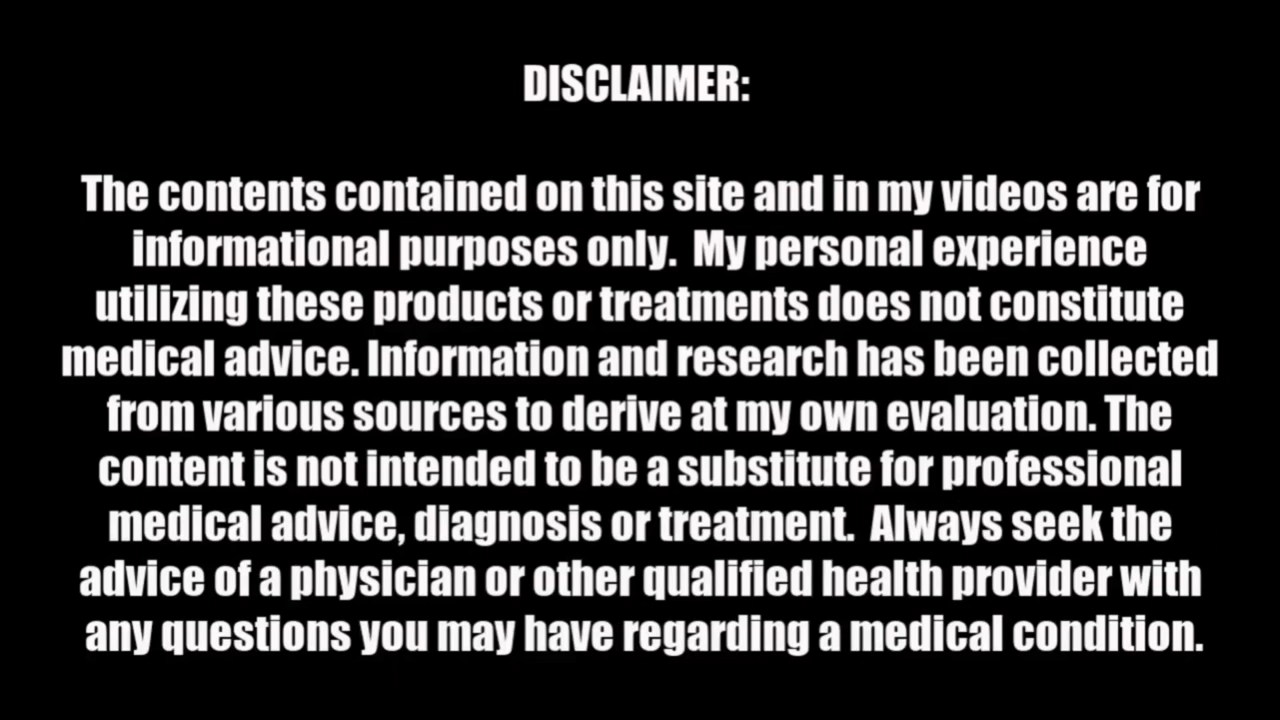 DISCLAIMER:
The contents contained on this site and in my videos are for
informational purposes only.  My personal experience
utilizing these products or treatments does not constitute
medical advice. Information and research has been collected
from various sources to derive at my own evaluation. The
content is not intended to be a substitute for professional
medical advice, diagnosis or treatment.  Always seek the
advice of a physician or other qualified health provider with
any questions you may have regarding a medical condition.